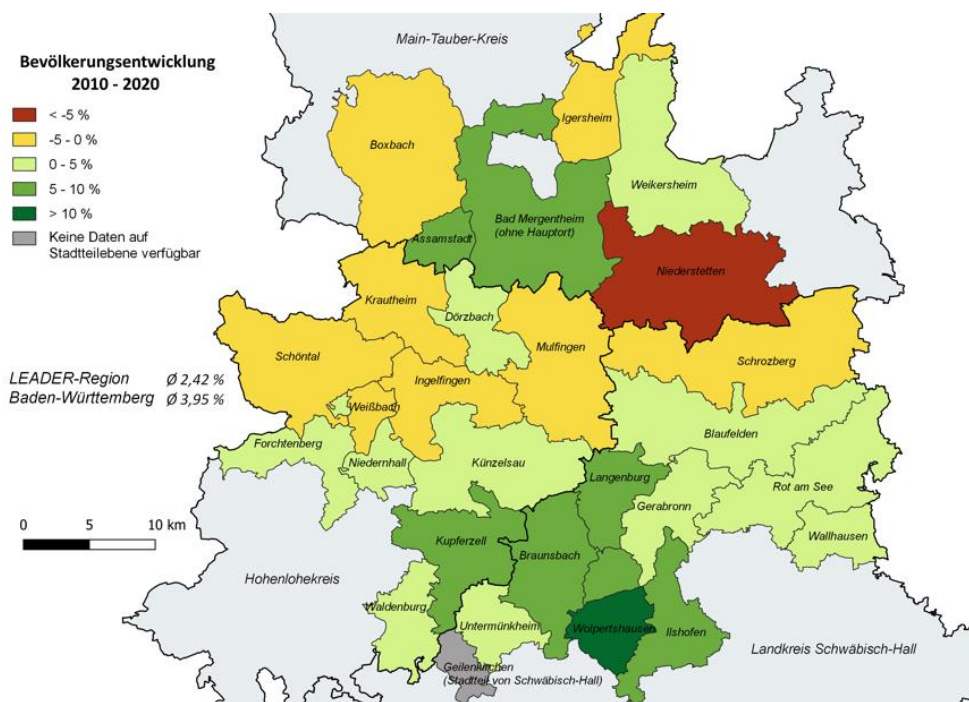 Main-Tauber-Kreis
Bevölkerungsentwicklung
2010 - 2020
< -5 %
-5 - 0 %
0 - 5 %
5 - 10 %
> 10 %
Keine Daten auf
Stadtteilebene verfügbar
Igersheim
Boxbach
Weikersheim
Bad Mergentheim
(ohne Hauptort)
Assamstadt
Niederstetten
Krautheim
Dörzbach
Mulfingen
Schöntal
Schrozberg
LEADER-Region Ø 2,42 %
Baden-Württemberg Ø 3,95 %
Ingelfingen
Weißbach
Forchtenberg
Niedernhall
Künzelsau
Blaufelden
Langenburg
Rot am See
Gerabronn
Wallhausen
0 5 10 km
Kupferzell
Braunsbach
Hohenlohekreis
Waldenburg
Untermünkheim
Wolpertshausen
Ilshofen
Landkreis Schwäbisch-Hall
Geilenkirchen
(Stadtteil von Schwäbisch-Hall)